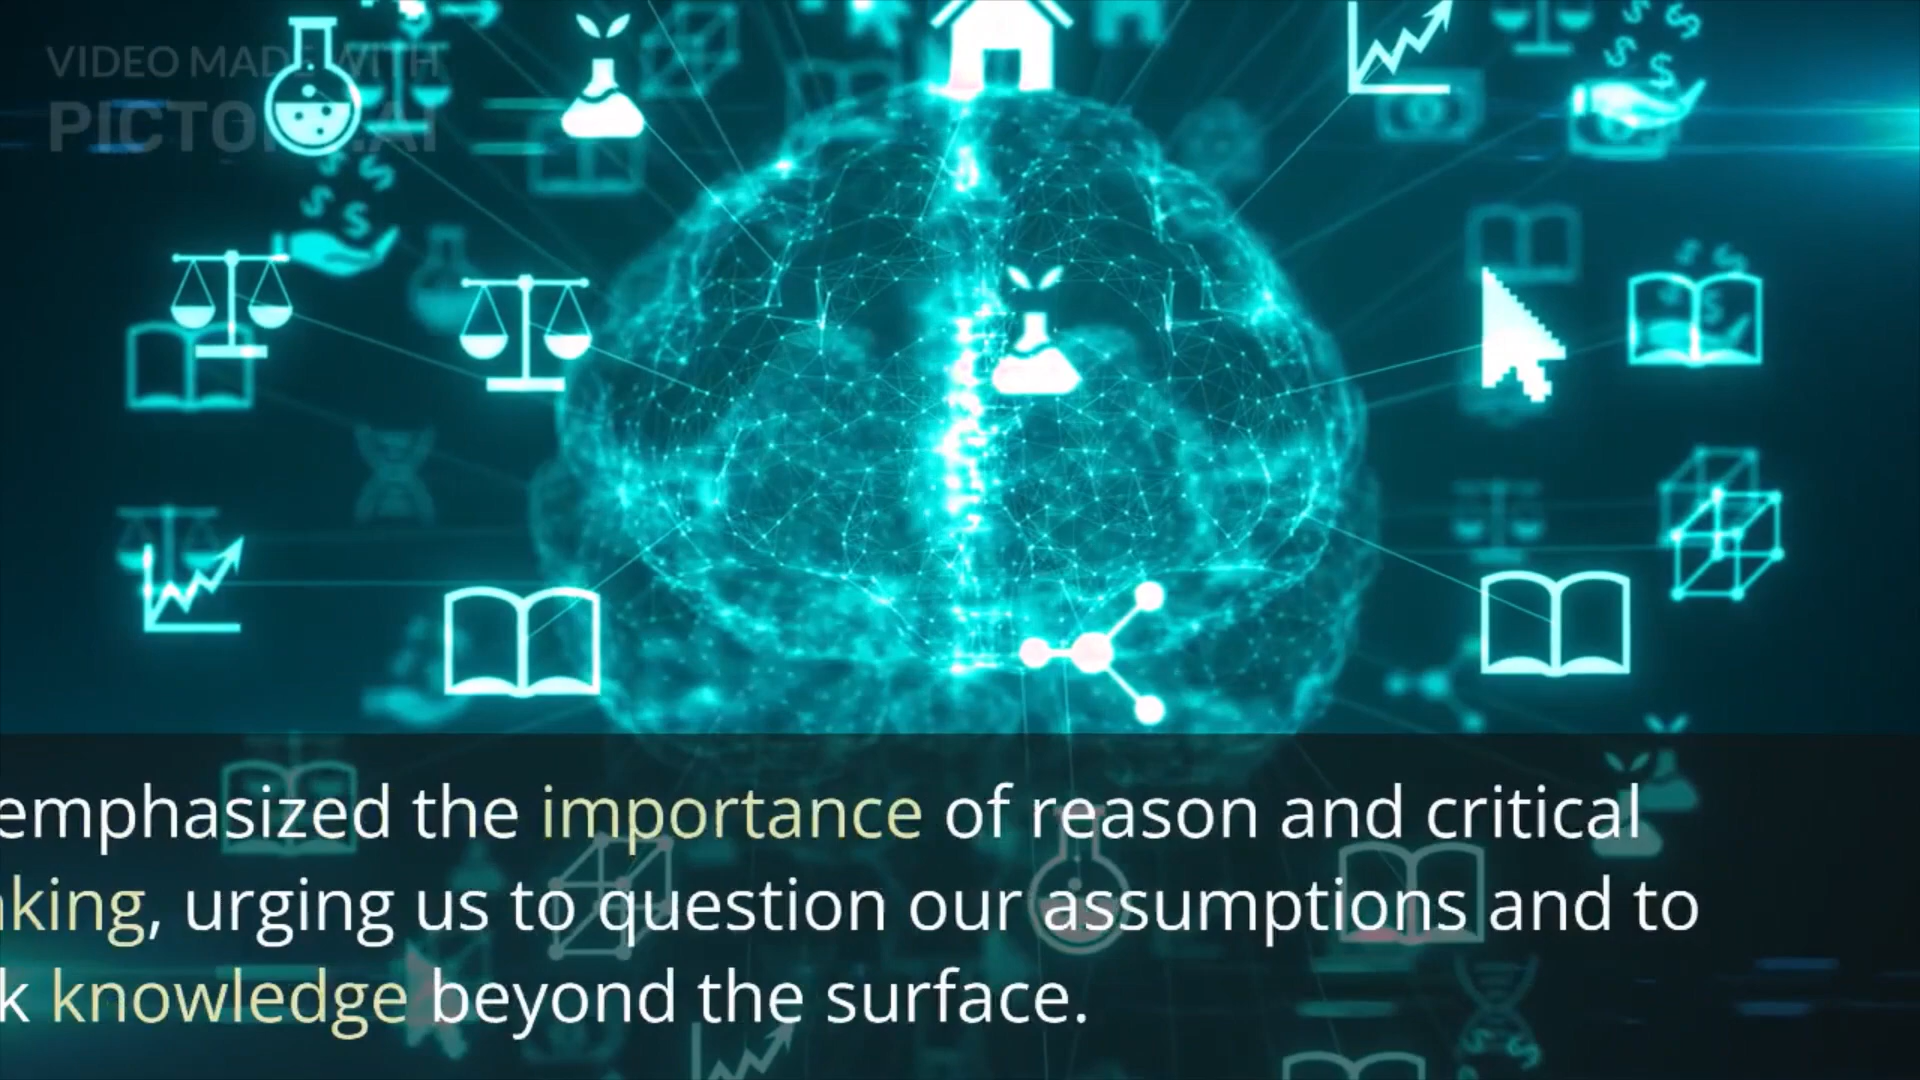 VIDEO MADE WITH
PICTORY.AI
emphasized the importance of reason and critical
king, urging us to question our assumptions and to
k knowledge beyond the surface.